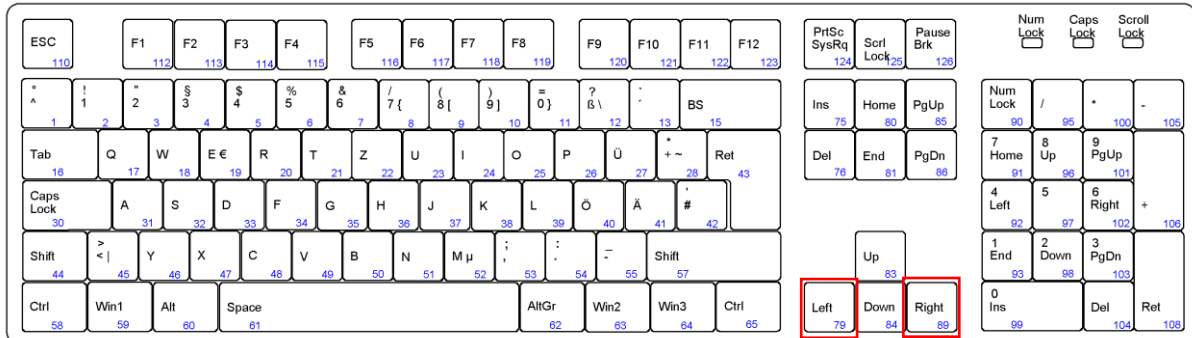 Num Caps Scroll
Lock Lock Lock
ESC F1 F2 F3 F4 F5 F6 F7 F8 F9 F10 F11 F12 PrtSc SysRq Scrl Lock Pause Brk
110 112 113 114 115 116 117 118 119 120 121 122 123 124 125 126
° ^ ! 1 " 2 § 3 $ 4 % 5 & 6 / 7 { ( 8 [ ) 9 ] = 0 } ? ß \ ` ´ BS Ins Home PgUp Num Lock / * -
1 2 3 4 5 6 7 8 9 10 11 12 13 15 75 80 85 90 95 100 105
Tab Q W E € R T Z U I O P Ü * + ~ Ret Del End PgDn 7 Home 8 Up 9 PgUp
16 17 18 19 20 21 22 23 24 25 26 27 28 43 76 81 86 91 96 101
Caps Lock A S D F G H J K L Ö Ä ' # 4 Left 5 6 Right +
30 31 32 33 34 35 36 37 38 39 40 41 42 92 97 102 106
Shift > < | Y X C V B N M µ ; , : . _ - Shift Up 1 End 2 Down 3 PgDn
44 45 46 47 48 49 50 51 52 53 54 55 57 83 93 98 103
Ctrl Win1 Alt Space AltGr Win2 Win3 Ctrl Left Down Right 0 Ins Del Ret
58 59 60 61 62 63 64 65 79 84 89 99 104 108